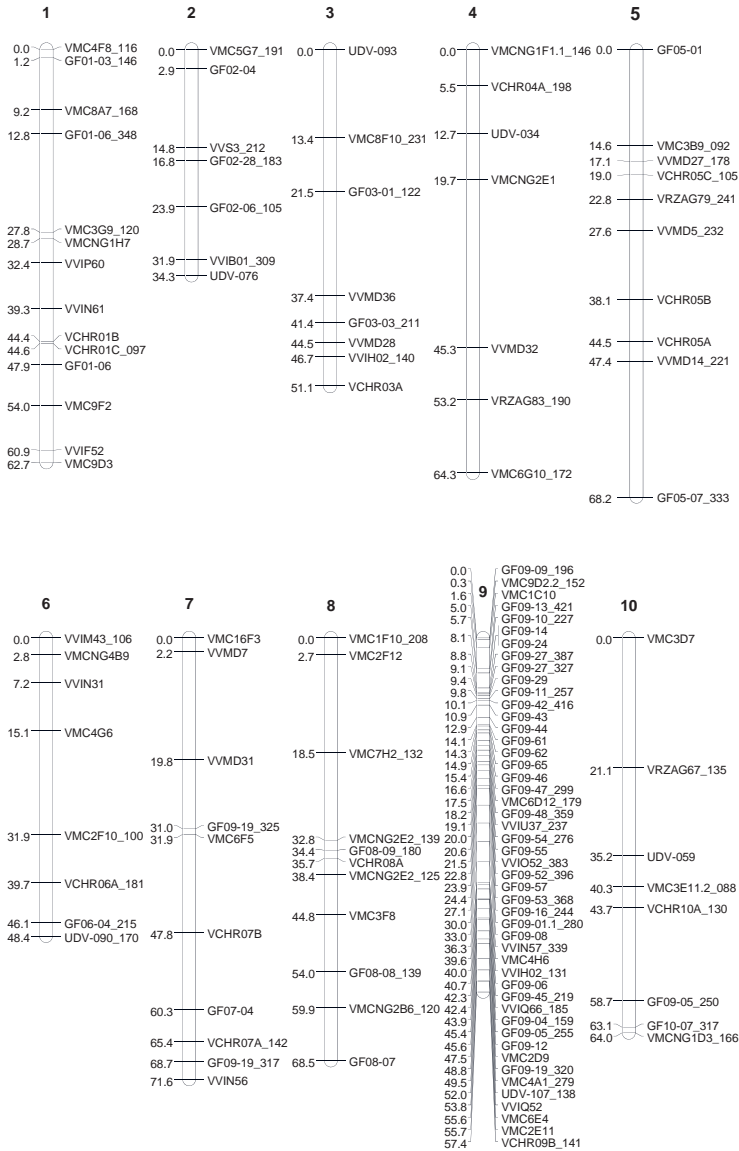 1
0.0 VMC4F8_116
1.2 GF01-03_146
9.2 VMC8A7_168
12.8 GF01-06_348
27.8 VMC3G9_120
28.7 VMCNG1H7
32.4 VVIP60
39.3 VVIN61
44.4 VCHR01B
44.6 VCHR01C_097
47.9 GF01-06
54.0 VMC9F2
60.9 VVIF52
62.7 VMC9D3
2
0.0 VMC5G7_191
2.9 GF02-04
14.8 VVS3_212
16.8 GF02-28_183
23.9 GF02-06_105
31.9 VVIB01_309
34.3 UDV-076
3
0.0 UDV-093
13.4 VMC8F10_231
21.5 GF03-01_122
37.4 VVMD36
41.4 GF03-03_211
44.5 VVMD28
46.7 VVIH02_140
51.1 VCHR03A
4
0.0 VMCNG1F1.1_146
5.5 VCHR04A_198
12.7 UDV-034
19.7 VMCNG2E1
45.3 VVMD32
53.2 VRZAG83_190
64.3 VMC6G10_172
5
0.0 GF05-01
14.6 VMC3B9_092
17.1 VVMD27_178
19.0 VCHR05C_105
22.8 VRZAG79_241
27.6 VVMD5_232
38.1 VCHR05B
44.5 VCHR05A
47.4 VVMD14_221
68.2 GF05-07_333
6
0.0 VVIM43_106
2.8 VMCNG4B9
7.2 VVIN31
15.1 VMC4G6
31.9 VMC2F10_100
39.7 VCHR06A_181
46.1 GF06-04_215
48.4 UDV-090_170
7
0.0 VMC16F3
2.2 VVMD7
19.8 VVMD31
31.0 GF09-19_325
31.9 VMC6F5
47.8 VCHR07B
60.3 GF07-04
65.4 VCHR07A_142
68.7 GF09-19_317
71.6 VVIN56
8
0.0 VMC1F10_208
2.7 VMC2F12
18.5 VMC7H2_132
32.8 VMCNG2E2_139
34.4 GF08-09_180
35.7 VCHR08A
38.4 VMCNG2E2_125
44.8 VMC3F8
54.0 GF08-08_139
59.9 VMCNG2B6_120
68.5 GF08-07
9
0.0 GF09-09_196
0.3 VMC9D2.2_152
1.6 VMC1C10
5.0 GF09-13_421
5.7 GF09-10_227
GF09-14
8.1 GF09-24
8.8 GF09-27_387
9.1 GF09-27_327
9.4 GF09-29
9.8 GF09-11_257
10.1 GF09-42_416
10.9 GF09-43
12.9 GF09-44
14.1 GF09-61
14.3 GF09-62
14.9 GF09-65
15.4 GF09-46
16.6 GF09-47_299
17.5 VMC6D12_179
18.2 GF09-48_359
19.1 VVIU37_237
20.0 GF09-54_276
20.6 GF09-55
21.5 VVIO52_383
22.8 GF09-52_396
23.9 GF09-57
24.4 GF09-53_368
27.1 GF09-16_244
30.0 GF09-01.1_280
33.0 GF09-08
36.3 VVIN57_339
39.6 VMC4H6
40.0 VVIH02_131
40.7 GF09-06
42.3 GF09-45_219
42.4 VVIQ66_185
43.9 GF09-04_159
45.4 GF09-05_255
45.6 GF09-12
47.5 VMC2D9
48.8 GF09-19_320
49.5 VMC4A1_279
52.0 UDV-107_138
53.8 VVIQ52
55.6 VMC6E4
55.7 VMC2E11
57.4 VCHR09B_141
10
0.0 VMC3D7
21.1 VRZAG67_135
35.2 UDV-059
40.3 VMC3E11.2_088
43.7 VCHR10A_130
58.7 GF09-05_250
63.1 GF10-07_317
64.0 VMCNG1D3_166